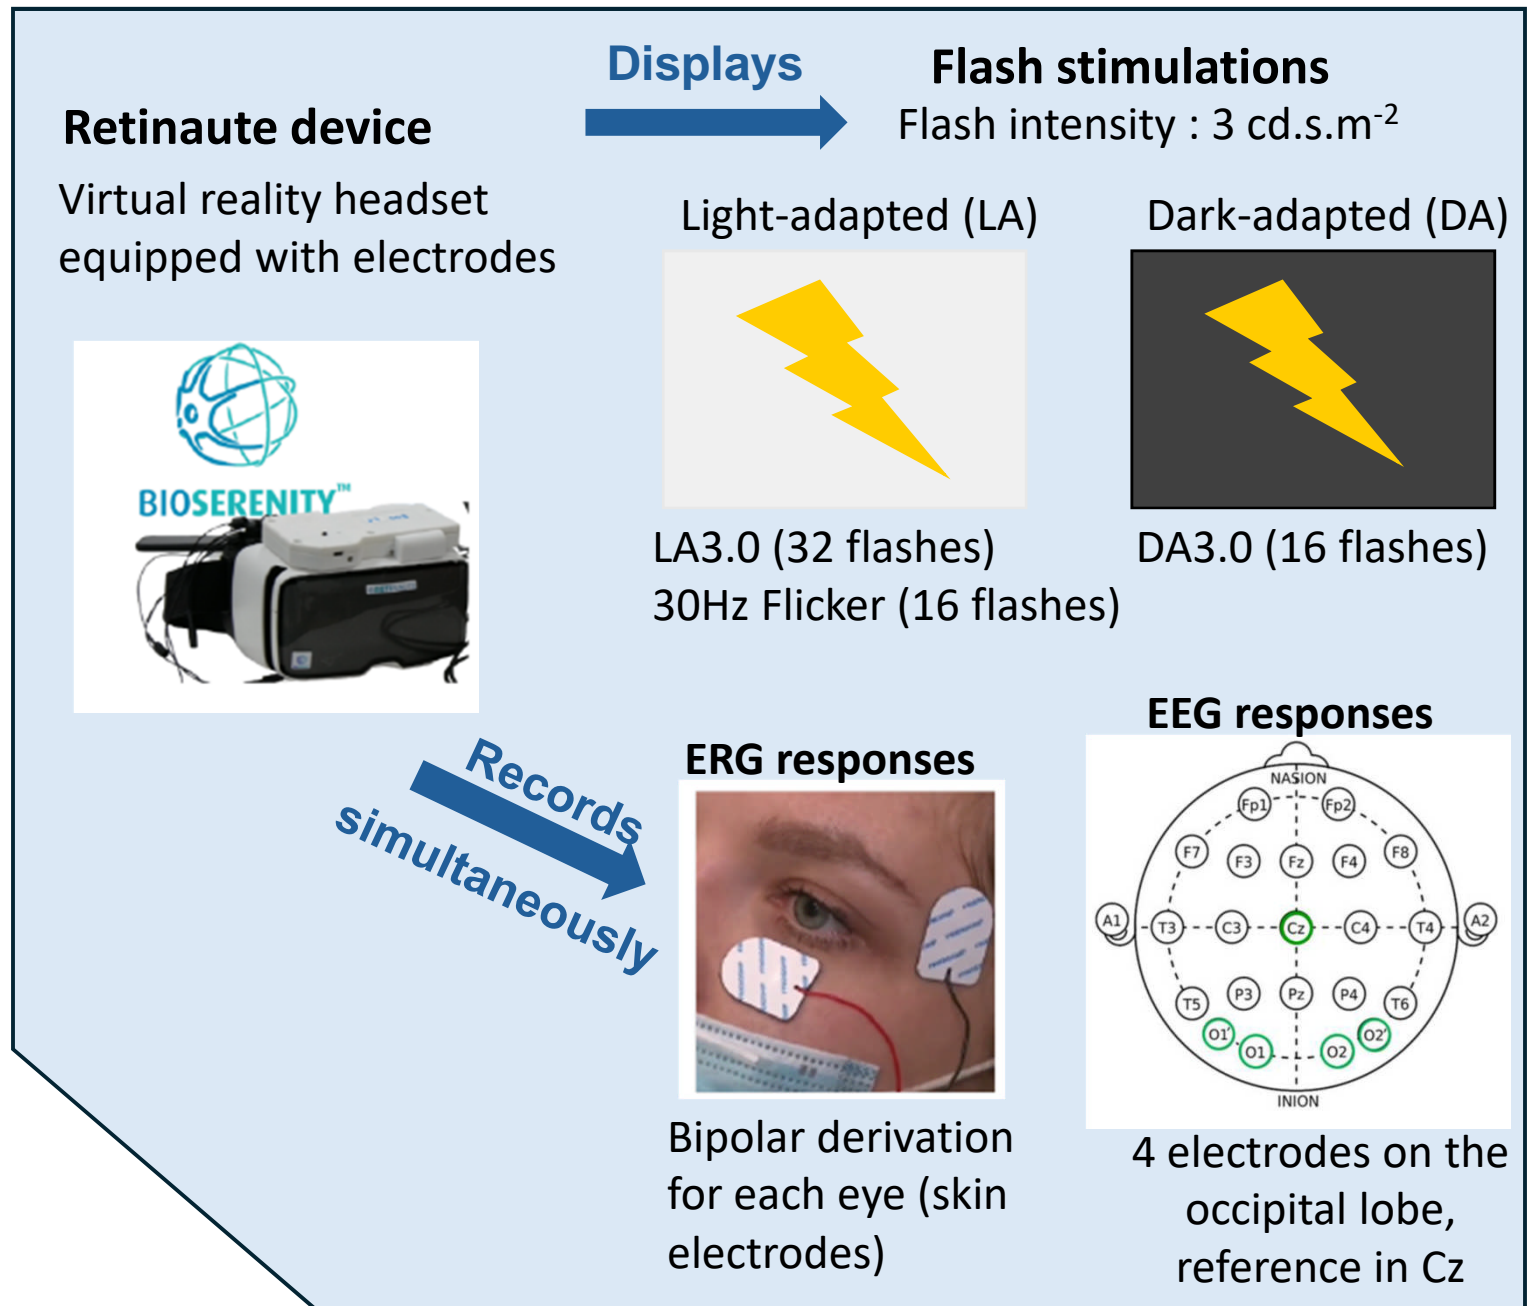 Retinaute device
Virtual reality headset
equipped with electrodes
BIOSERENITY™
Displays
Flash stimulations
Flash intensity : 3 cd.s.m⁻²
Light-adapted (LA)
Dark-adapted (DA)
LA3.0 (32 flashes)
30Hz Flicker (16 flashes)
DA3.0 (16 flashes)
Records
simultaneously
ERG responses
Bipolar derivation
for each eye (skin
electrodes)
EEG responses
NASION
Fp1 Fp2
F7 F3 Fz F4 F8
A1 T3 C3 Cz C4 T4 A2
T5 P3 Pz P4 T6
O1' O1 O2 O2'
INION
4 electrodes on the
occipital lobe,
reference in Cz